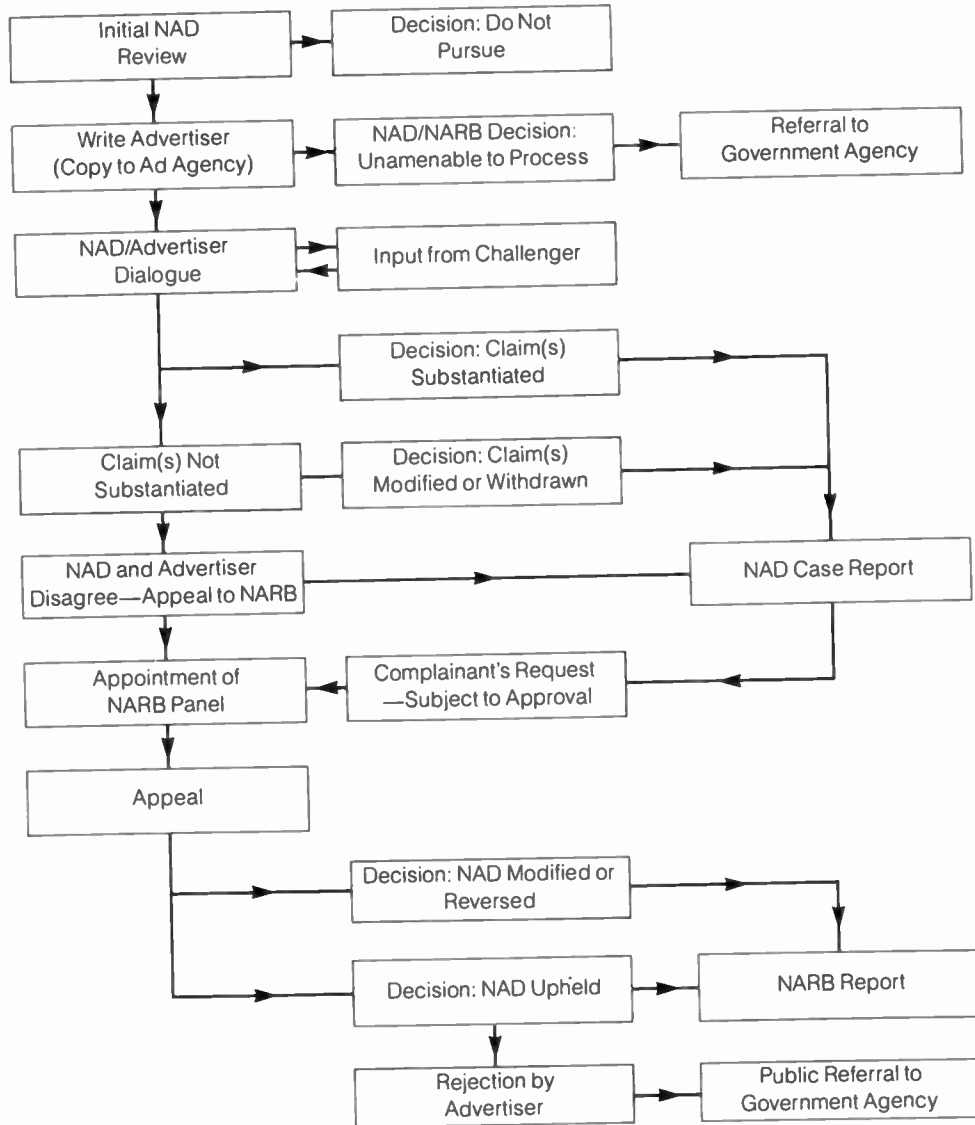 Initial NAD
Review
Decision: Do Not
Pursue
Write Advertiser
(Copy to Ad Agency)
NAD/NARB Decision:
Unamenable to Process
Referral to
Government Agency
NAD/Advertiser
Dialogue
Input from Challenger
Decision: Claim(s)
Substantiated
Claim(s) Not
Substantiated
Decision: Claim(s)
Modified or Withdrawn
NAD and Advertiser
Disagree—Appeal to NARB
NAD Case Report
Appointment of
NARB Panel
Complainant's Request
—Subject to Approval
Appeal
Decision: NAD Modified or
Reversed
Decision: NAD Upheld
NARB Report
Rejection by
Advertiser
Public Referral to
Government Agency